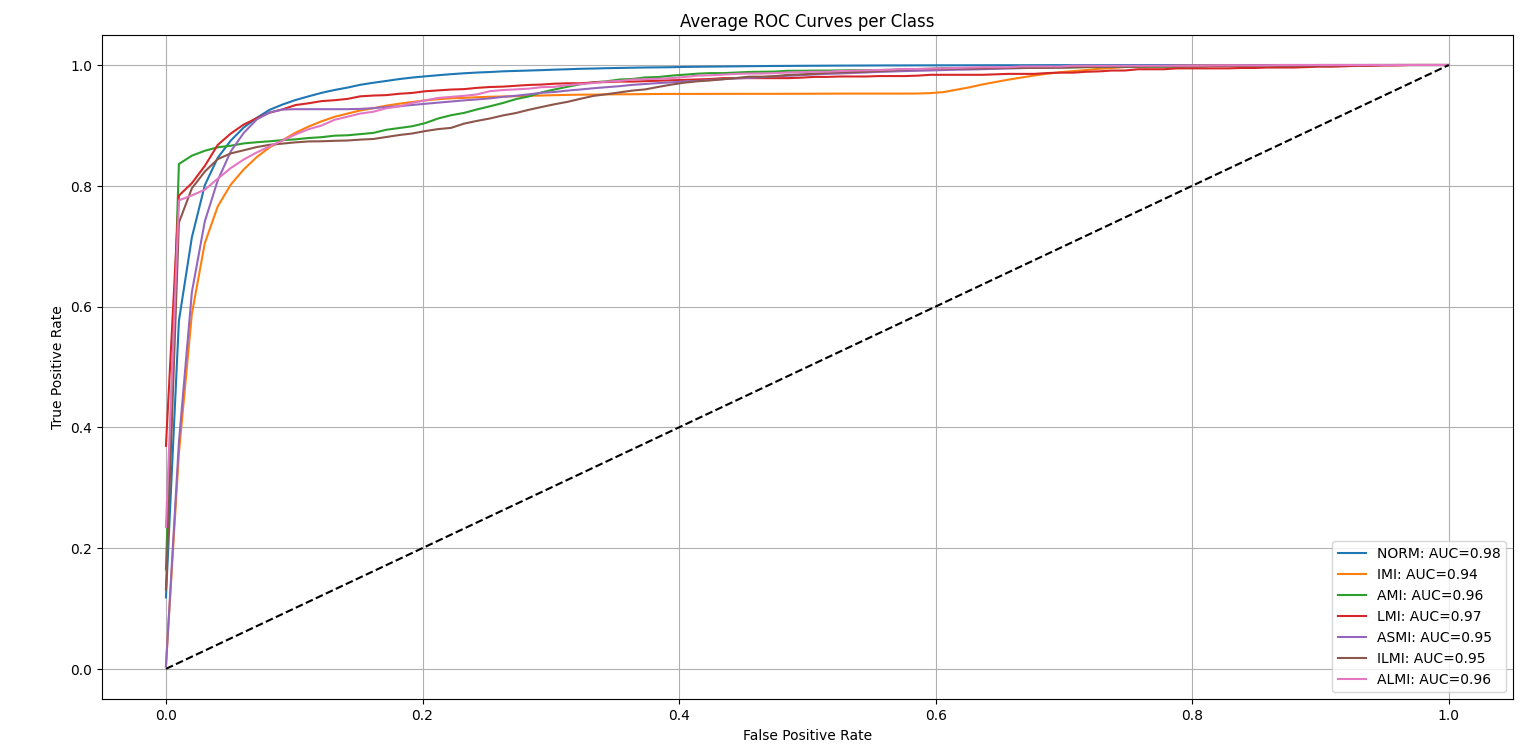 Average ROC Curves per Class
True Positive Rate
1.0
0.8
0.6
0.4
0.2
0.0
NORM: AUC=0.98
IMI: AUC=0.94
AMI: AUC=0.96
LMI: AUC=0.97
ASMI: AUC=0.95
ILMI: AUC=0.95
ALMI: AUC=0.96
0.0 0.2 0.4 0.6 0.8 1.0
False Positive Rate